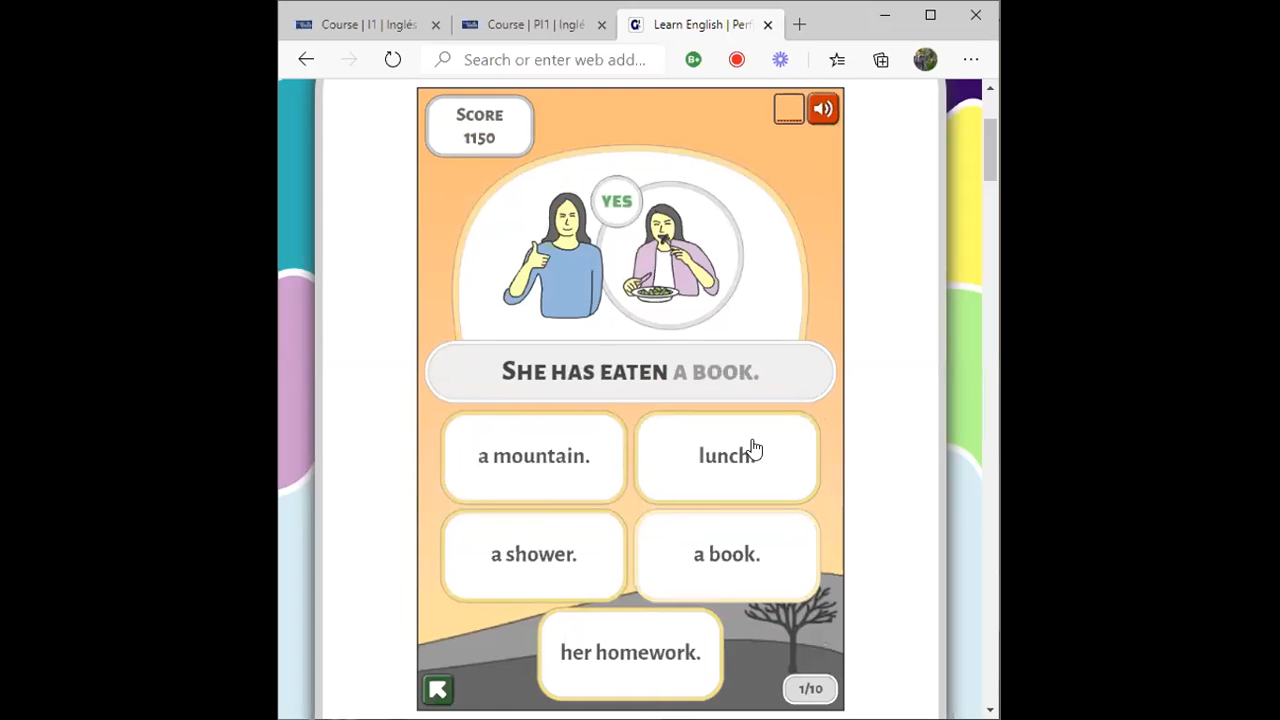 Course | I1 | Inglés
Course | PI1 | Inglé
Learn English | Perf
Search or enter web add...
B+
SCORE
1150
YES
SHE HAS EATEN A BOOK.
a mountain.
lunch.
a shower.
a book.
her homework.
1/10